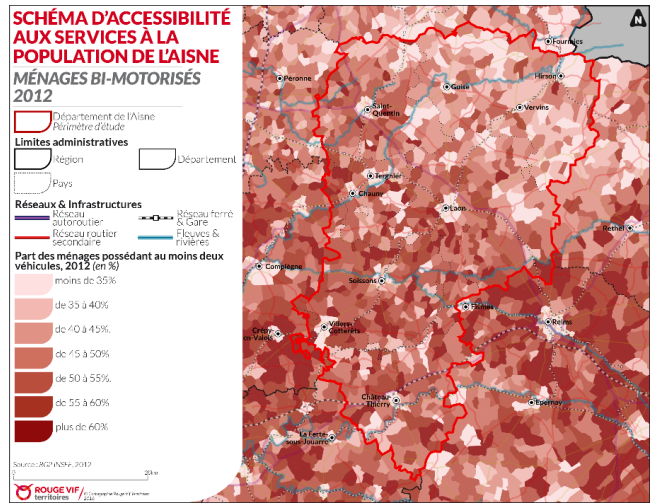 SCHÉMA D'ACCESSIBILITÉ
AUX SERVICES À LA
POPULATION DE L'AISNE
MÉNAGES BI-MOTORISÉS
2012
Département de l'Aisne
Périmètre d'étude
Limites administratives
Région
Département
Pays
Réseaux & Infrastructures
Réseau
autoroutier
Réseau ferré
& Gare
Réseau routier
secondaire
Fleuves &
rivières
Part des ménages possédant au moins deux
véhicules, 2012 (en %)
moins de 35%
de 35 à 40%
de 40 à 45%.
de 45 à 50%
de 50 à 55%.
de 55 à 60%
plus de 60%
Source : RGP INSEE, 2012
0
20km
ROUGE VIF
territoires
N
Fourmies
Péronne
Hirson
Goise
Saint-
Quentin
Vervins
Tergnier
Chauny
Laon
Rethel
Compiègne
Soissons
Fismes
Reims
Villers-
Cotterêts
Crépy-
en-Valois
Château-
Thierry
Epernay
La Ferté-
sous-Jouarre